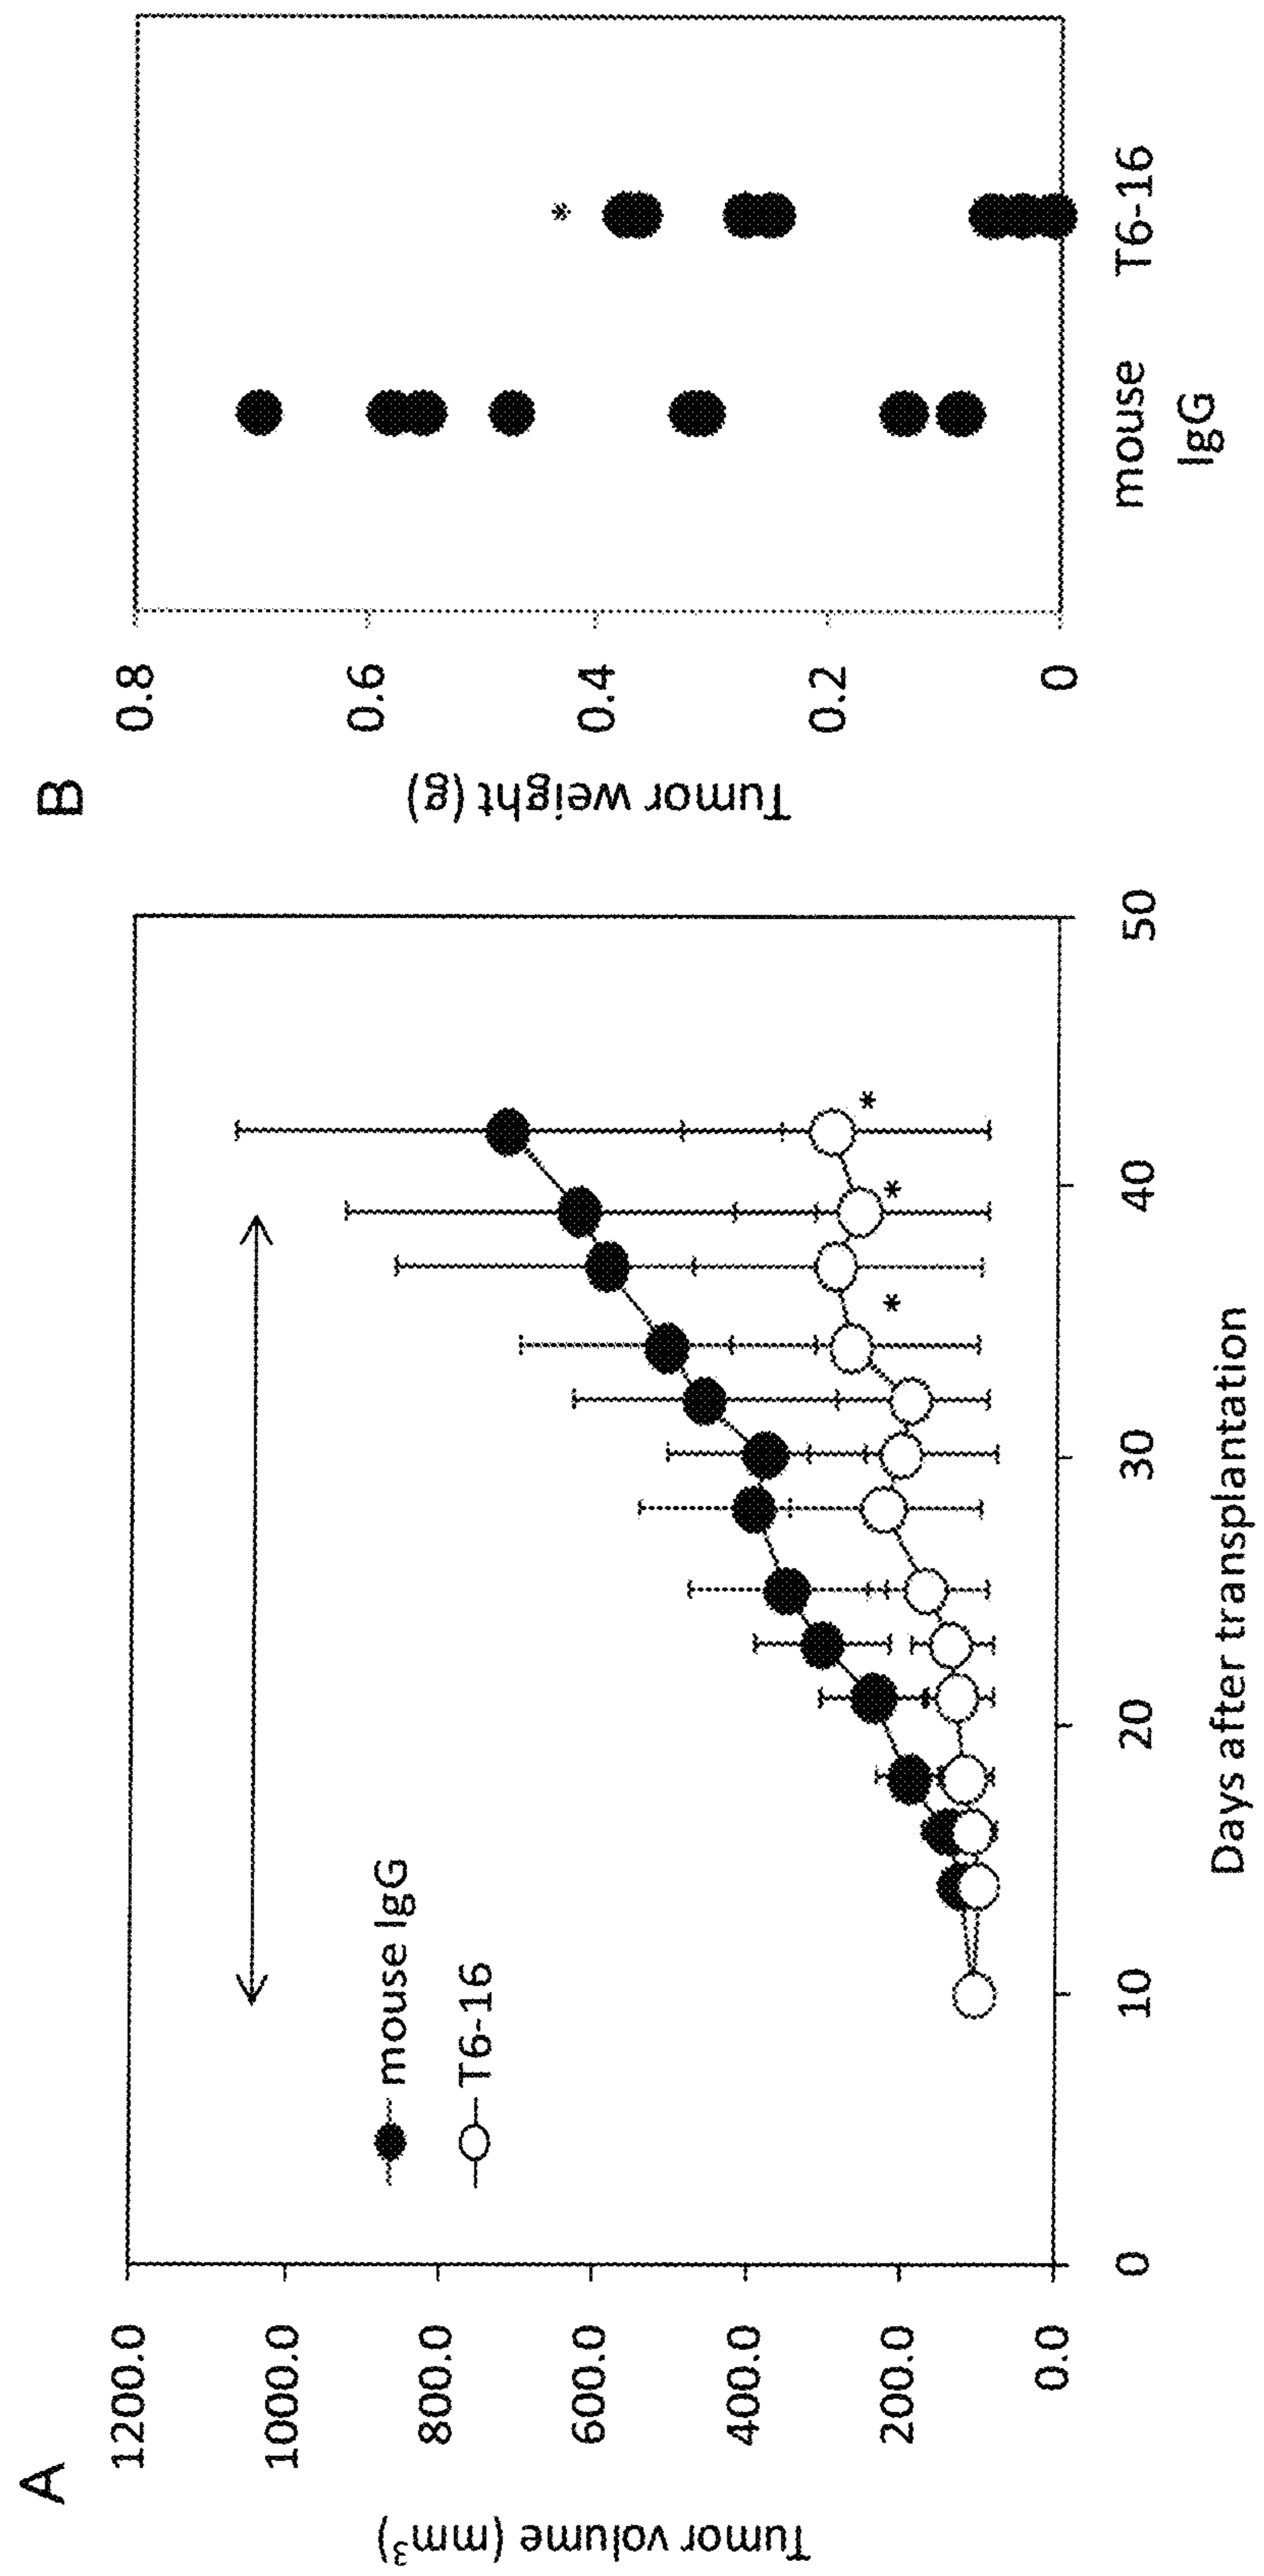 A
Tumor volume (mm³)
1200.0
1000.0
800.0
600.0
400.0
200.0
0.0
mouse IgG
T6-16
*
*
*
0
10
20
30
40
50
Days after transplantation
B
Tumor weight (g)
0.8
0.6
0.4
0.2
0
*
mouse
IgG
T6-16